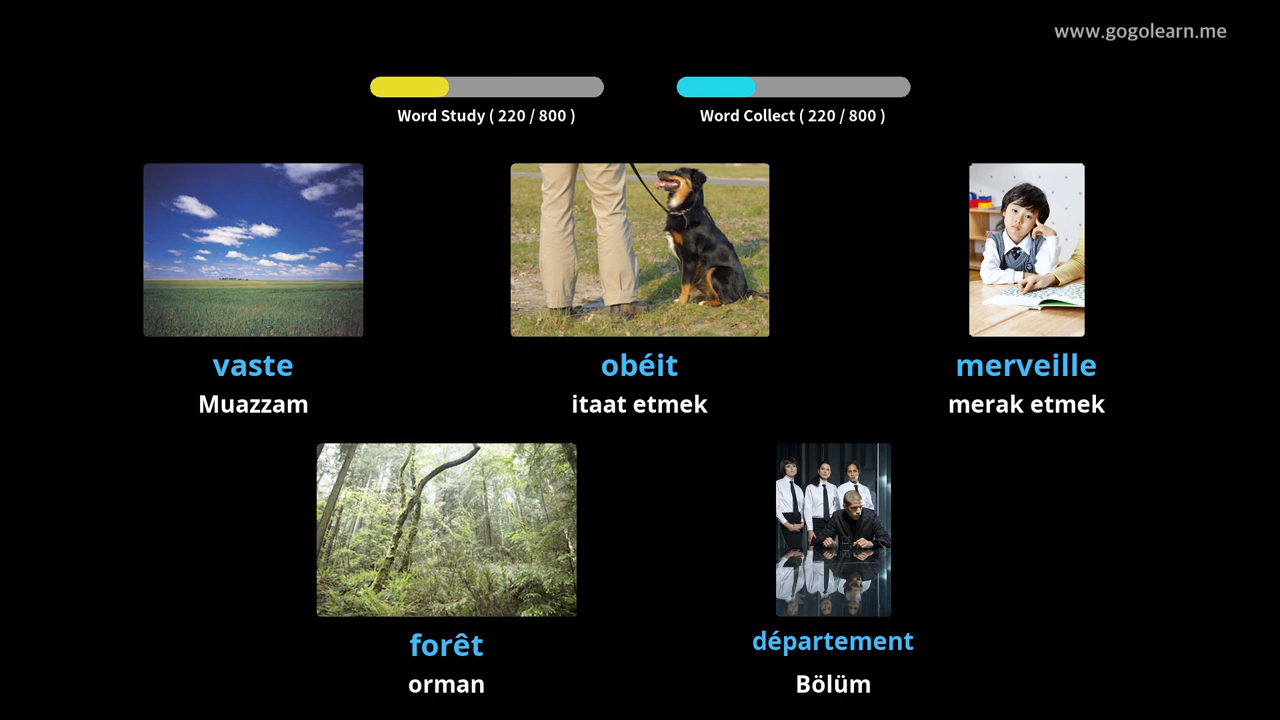 www.gogolearn.me
Word Study ( 220 / 800 )
Word Collect ( 220 / 800 )
vaste
Muazzam
obéit
itaat etmek
merveille
merak etmek
forêt
orman
département
Bölüm